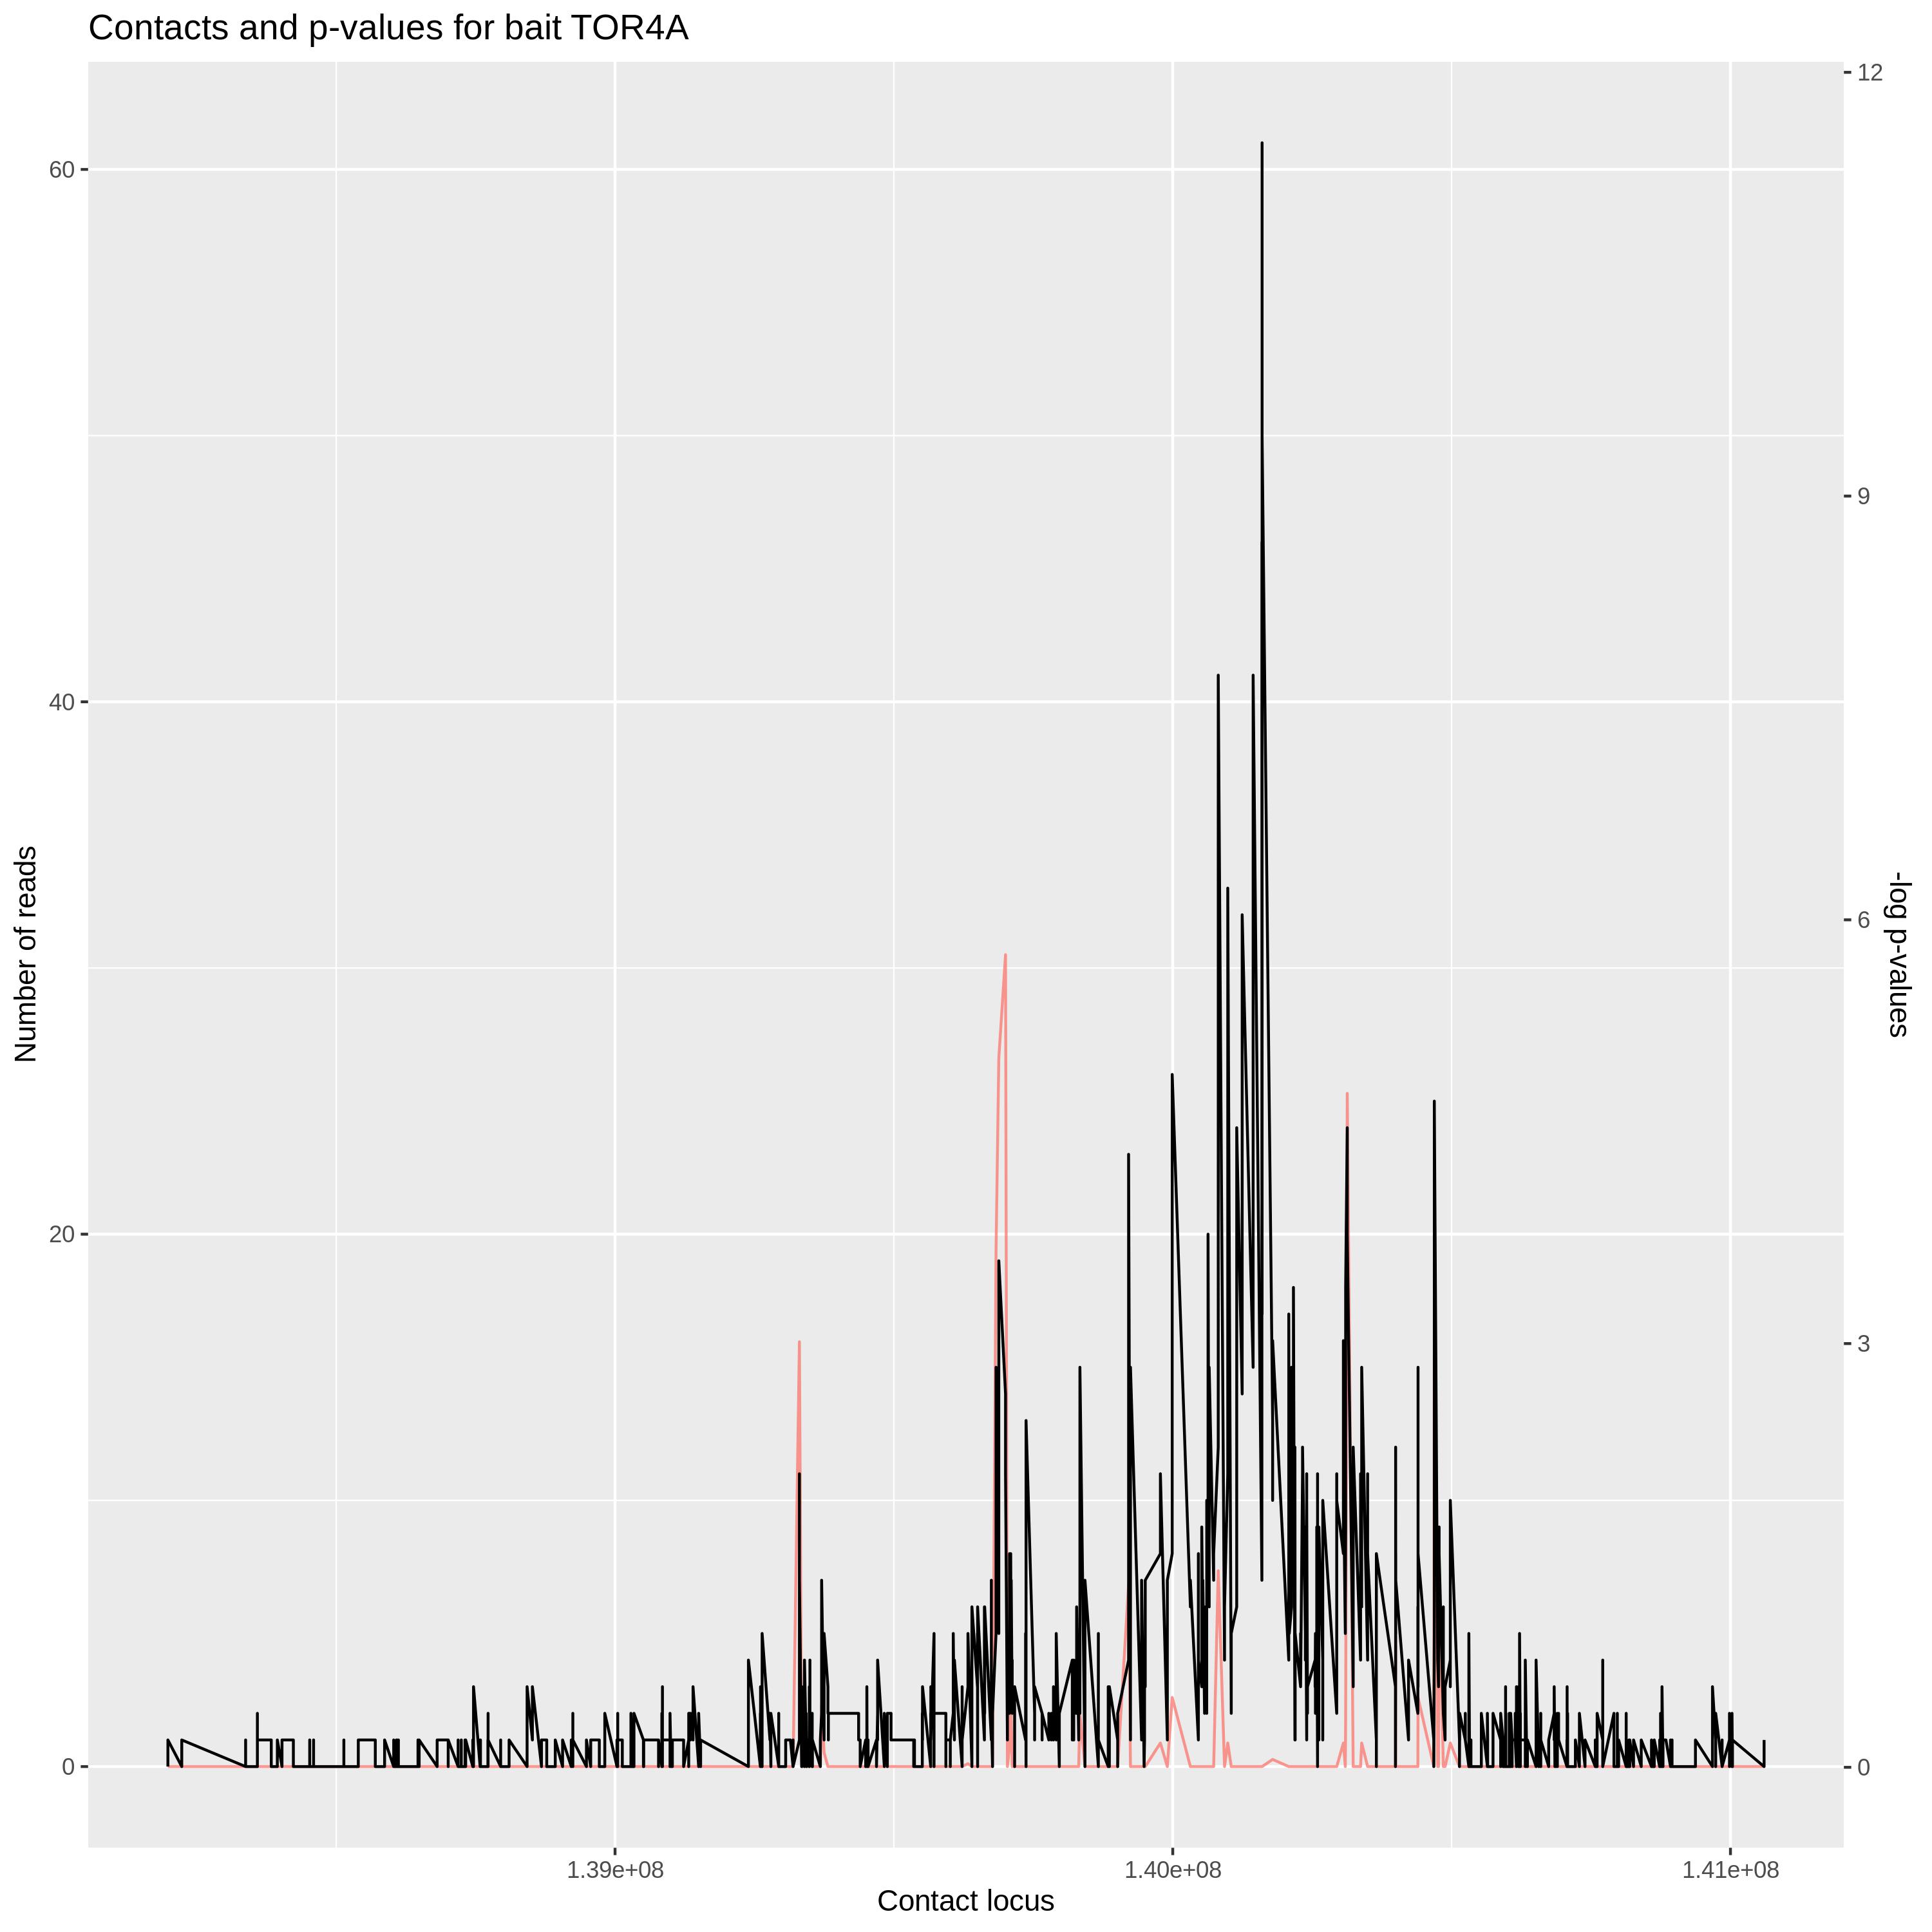 Contacts and p-values for bait TOR4A
Number of reads
60
40
20
0
12
9
6
3
0
-log p-values
1.39e+08
1.40e+08
1.41e+08
Contact locus